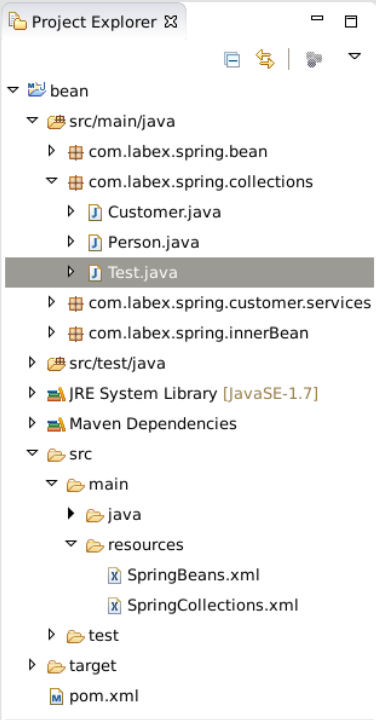 Project Explorer
bean
src/main/java
com.labex.spring.bean
com.labex.spring.collections
Customer.java
Person.java
Test.java
com.labex.spring.customer.services
com.labex.spring.innerBean
src/test/java
JRE System Library [JavaSE-1.7]
Maven Dependencies
src
main
java
resources
SpringBeans.xml
SpringCollections.xml
test
target
pom.xml